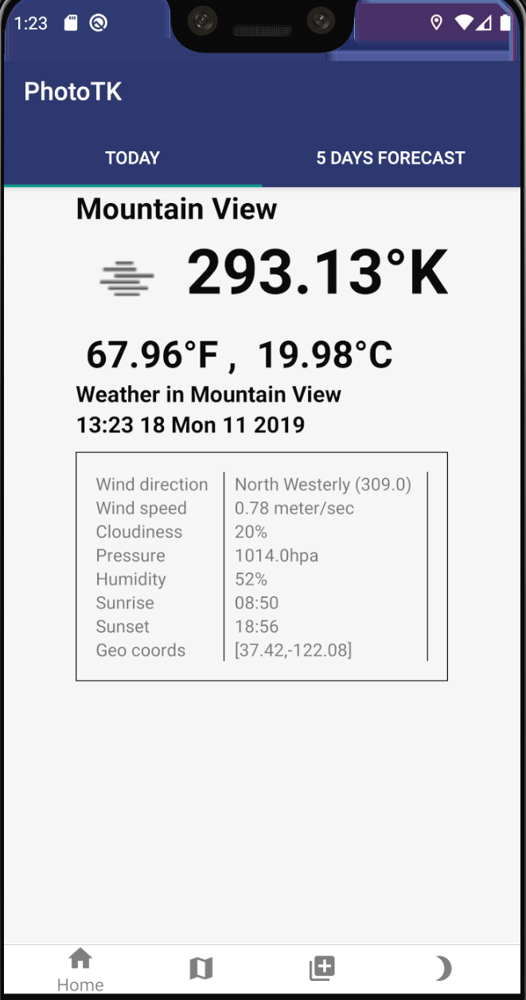 1:23
PhotoTK
TODAY 5 DAYS FORECAST
Mountain View
293.13°K
67.96°F , 19.98°C
Weather in Mountain View
13:23 18 Mon 11 2019
Wind direction North Westerly (309.0)
Wind speed 0.78 meter/sec
Cloudiness 20%
Pressure 1014.0hpa
Humidity 52%
Sunrise 08:50
Sunset 18:56
Geo coords [37.42,-122.08]
Home